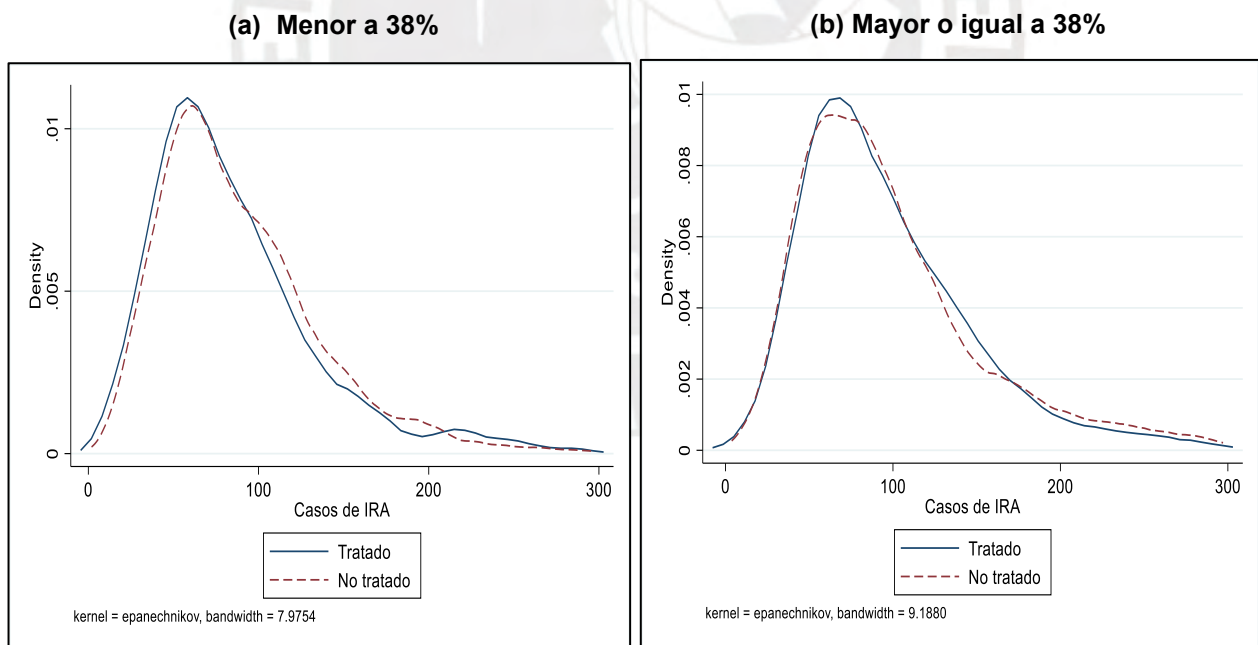 (a) Menor a 38%
(b) Mayor o igual a 38%
Density
.01
.005
0
0 100 200 300
Casos de IRA
Tratado
No tratado
kernel = epanechnikov, bandwidth = 7.9754
Density
.01
.008
.006
.004
.002
0
0 100 200 300
Casos de IRA
Tratado
No tratado
kernel = epanechnikov, bandwidth = 9.1880